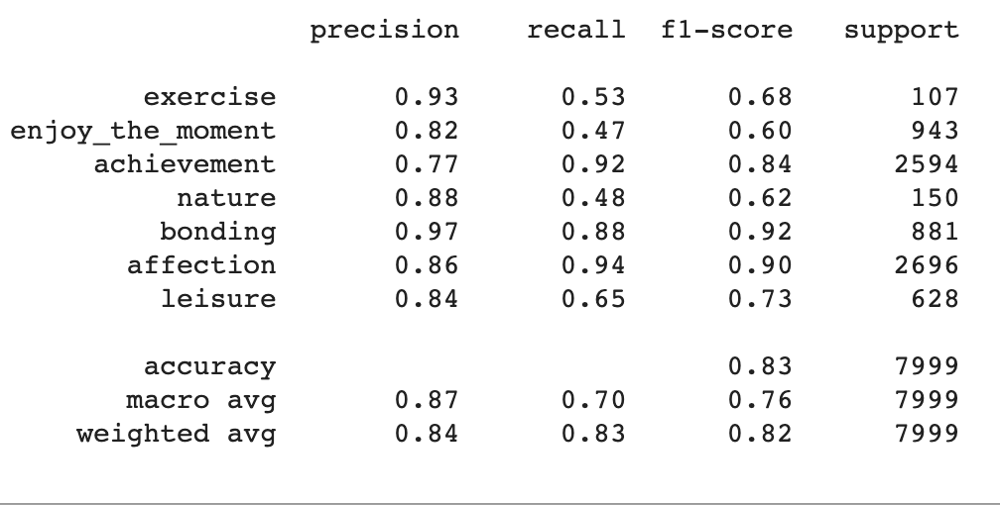 precision recall f1-score support
exercise 0.93 0.53 0.68 107
enjoy_the_moment 0.82 0.47 0.60 943
achievement 0.77 0.92 0.84 2594
nature 0.88 0.48 0.62 150
bonding 0.97 0.88 0.92 881
affection 0.86 0.94 0.90 2696
leisure 0.84 0.65 0.73 628
accuracy 0.83 7999
macro avg 0.87 0.70 0.76 7999
weighted avg 0.84 0.83 0.82 7999